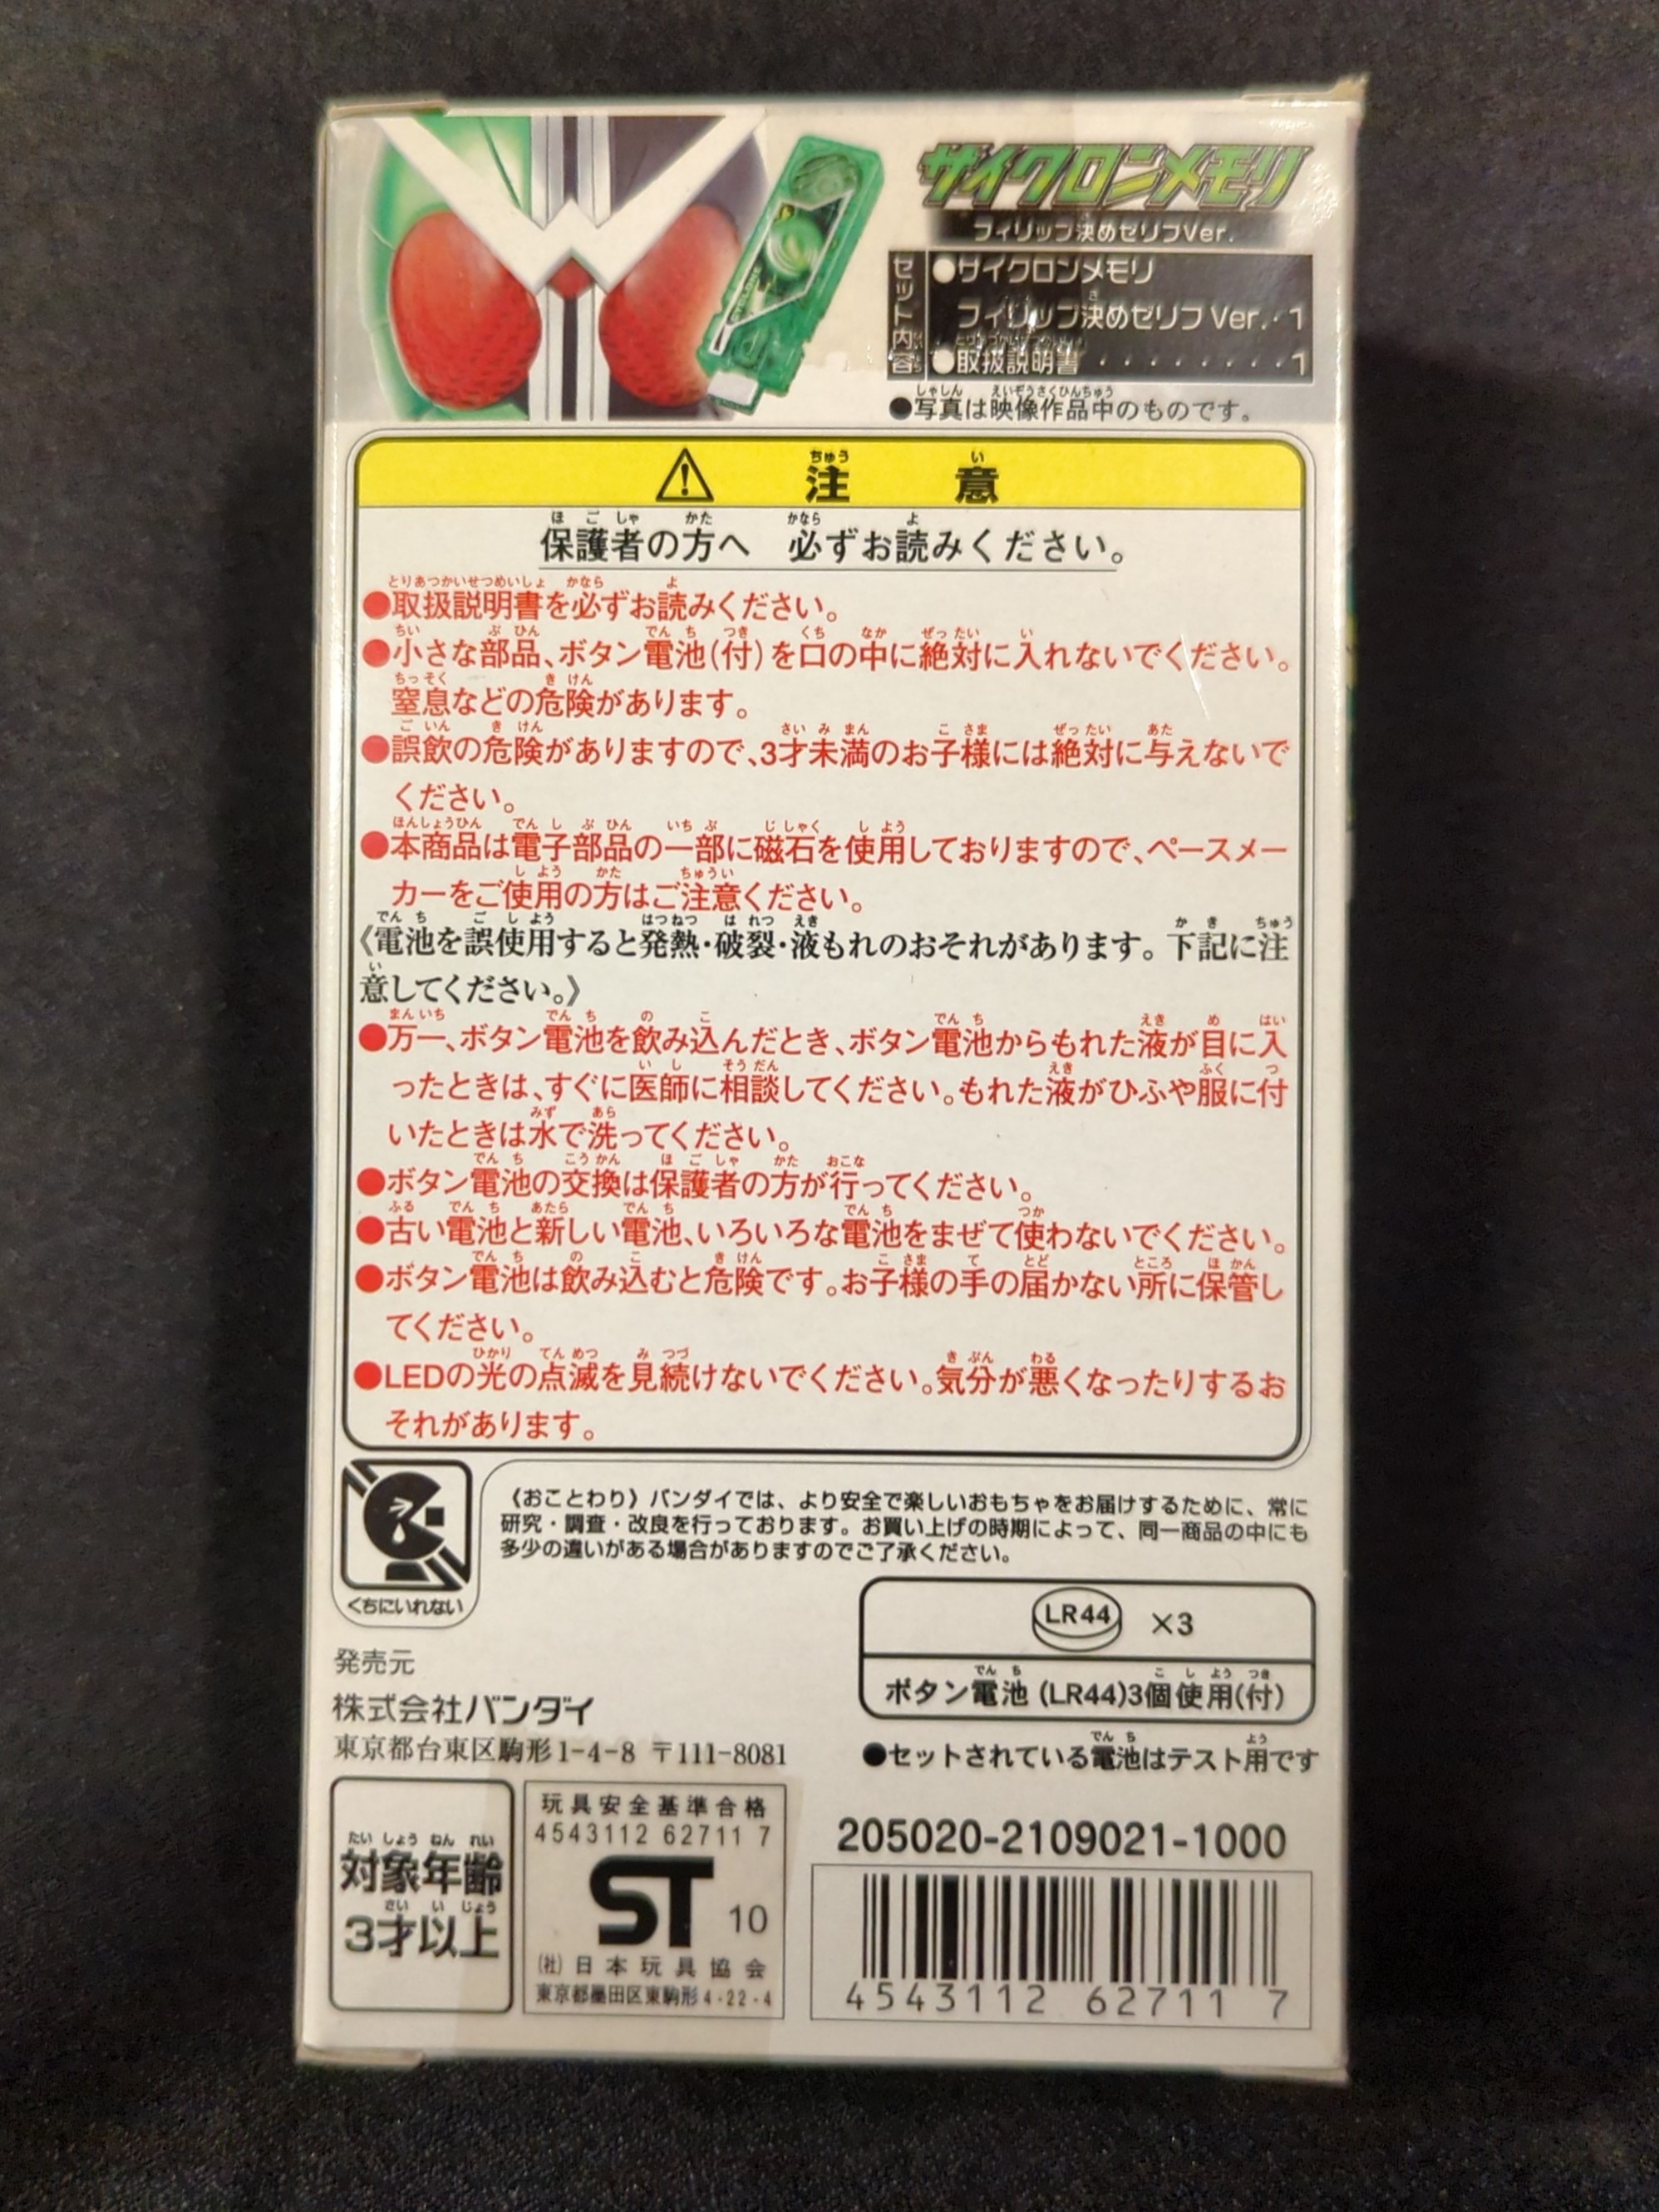 サイクロンメモリ
フィリップ決めゼリフVer.
セット内容
●サイクロンメモリ
フィリップ決めゼリフVer.・1
●取扱説明書・・・・・・・・1
●写真は映像作品中のものです。
注意
保護者の方へ 必ずお読みください。
●取扱説明書を必ずお読みください。
●小さな部品、ボタン電池(付)を口の中に絶対に入れないでください。
窒息などの危険があります。
●誤飲の危険がありますので、3才未満のお子様には絶対に与えないで
ください。
●本商品は電子部品の一部に磁石を使用しておりますので、ペースメー
カーをご使用の方はご注意ください。
《電池を誤使用すると発熱・破裂・液もれのおそれがあります。下記に注
意してください。》
●万一、ボタン電池を飲み込んだとき、ボタン電池からもれた液が目に入
ったときは、すぐに医師に相談してください。もれた液がひふや服に付
いたときは水で洗ってください。
●ボタン電池の交換は保護者の方が行ってください。
●古い電池と新しい電池、いろいろな電池をまぜて使わないでください。
●ボタン電池は飲み込むと危険です。お子様の手の届かない所に保管し
てください。
●LEDの光の点滅を見続けないでください。気分が悪くなったりするお
それがあります。
くちにいれない
《おことわり》バンダイでは、より安全で楽しいおもちゃをお届けするために、常に
研究・調査・改良を行っております。お買い上げの時期によって、同一商品の中にも
多少の違いがある場合がありますのでご了承ください。
LR44 ×3
ボタン電池(LR44)3個使用(付)
●セットされている電池はテスト用です
発売元
株式会社バンダイ
東京都台東区駒形1-4-8 〒111-8081
対象年齢
3才以上
玩具安全基準合格
4543112 62711 7
ST 10
(社)日本玩具協会
東京都墨田区東駒形4-22-4
205020-2109021-1000
4543112 62711 7